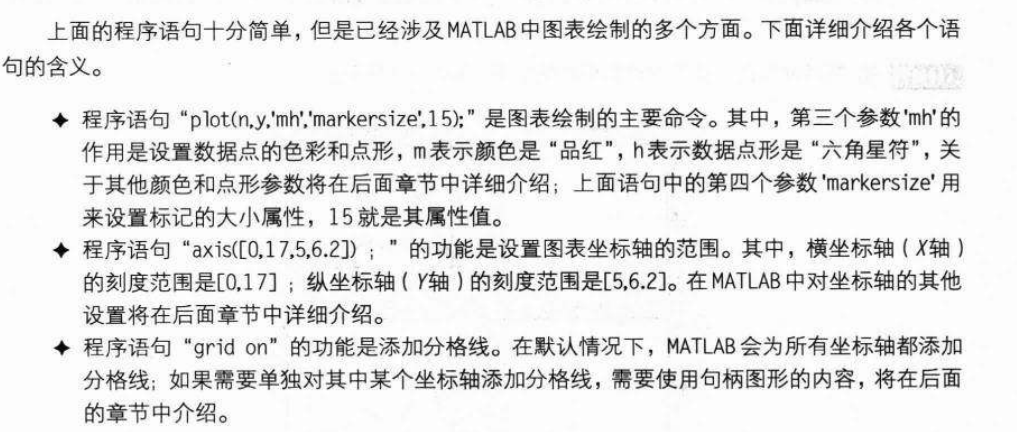 上面的程序语句十分简单，但是已经涉及MATLAB中图表绘制的多个方面。下面详细介绍各个语
句的含义。
✦ 程序语句“plot(n,y,'mh','markersize',15);”是图表绘制的主要命令。其中，第三个参数'mh'的
作用是设置数据点的色彩和点形，m表示颜色是“品红”，h表示数据点形是“六角星符”，关
于其他颜色和点形参数将在后面章节中详细介绍；上面语句中的第四个参数'markersize'用
来设置标记的大小属性，15就是其属性值。
✦ 程序语句“axis([0,17,5,6.2])；”的功能是设置图表坐标轴的范围。其中，横坐标轴（X轴）
的刻度范围是[0,17]；纵坐标轴（Y轴）的刻度范围是[5,6.2]。在MATLAB中对坐标轴的其他
设置将在后面章节中详细介绍。
✦ 程序语句“grid on”的功能是添加分格线。在默认情况下，MATLAB会为所有坐标轴都添加
分格线；如果需要单独对其中某个坐标轴添加分格线，需要使用句柄图形的内容，将在后面
的章节中介绍。